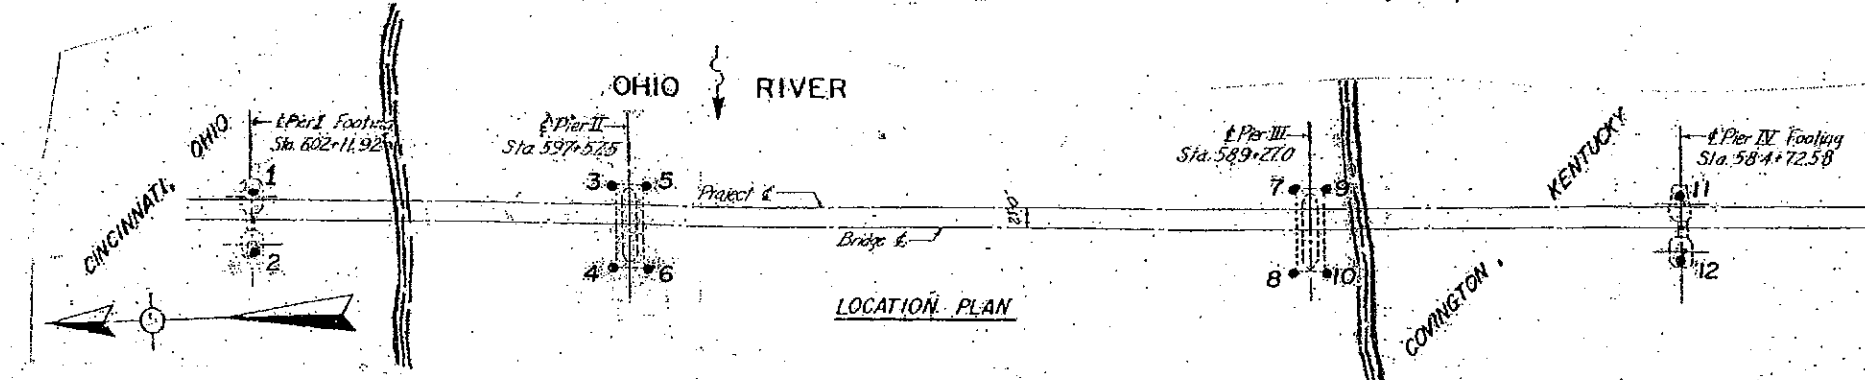 OHIO RIVER
CINCINNATI, OHIO
℄ Pier I Footing
Sta. 602+11.92
1
2
℄ Pier II
Sta 597+57.5
3
4
5
6
Project ℄
Bridge ℄
LOCATION PLAN
℄ Pier III
Sta. 589+27.0
7
8
9
10
COVINGTON, KENTUCKY
℄ Pier IV Footing
Sta. 584+72.58
11
12